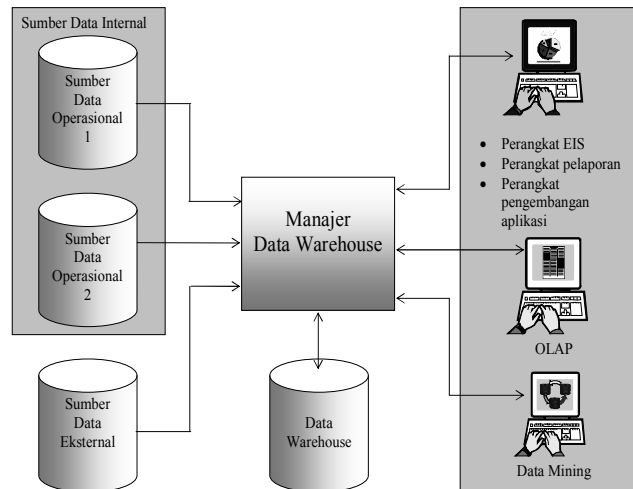 Sumber Data Internal
Sumber
Data
Operasional
1
Sumber
Data
Operasional
2
Sumber
Data
Eksternal
Manajer
Data Warehouse
Data
Warehouse
• Perangkat EIS
• Perangkat pelaporan
• Perangkat
pengembangan
aplikasi
OLAP
Data Mining